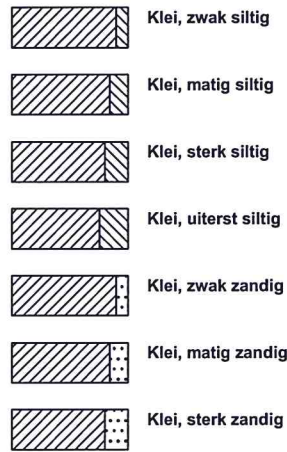 Klei, zwak siltig
Klei, matig siltig
Klei, sterk siltig
Klei, uiterst siltig
Klei, zwak zandig
Klei, matig zandig
Klei, sterk zandig